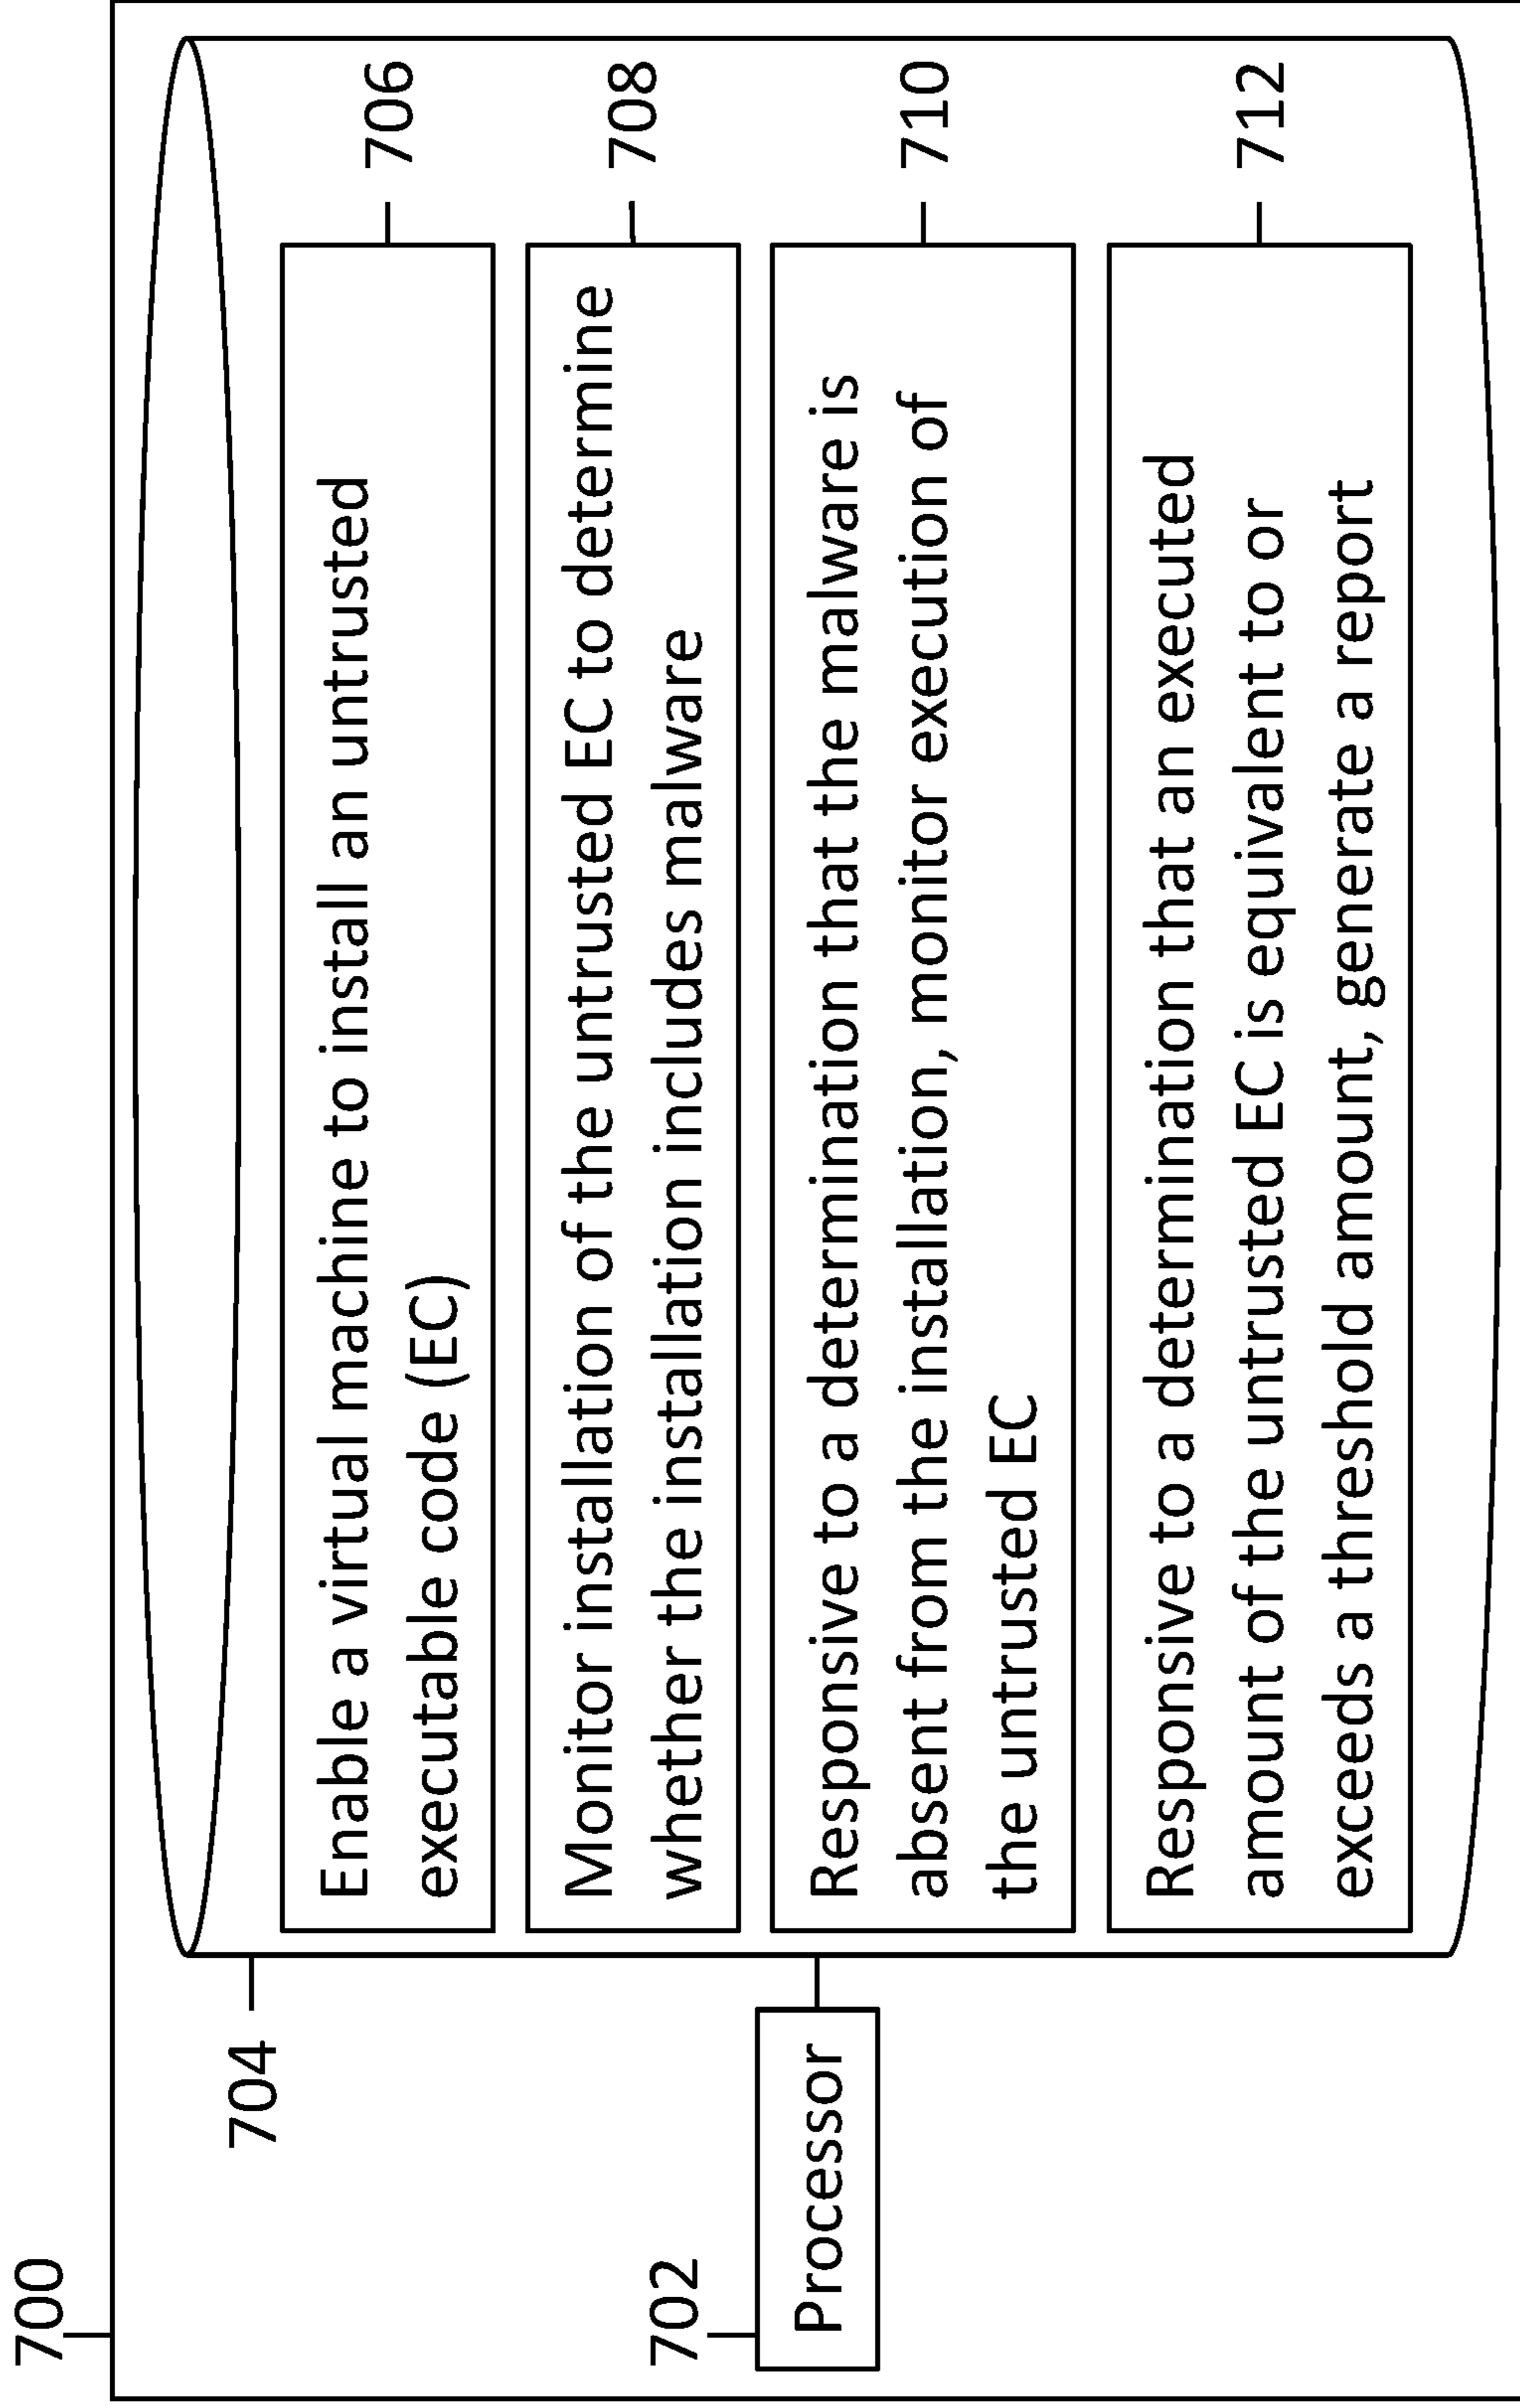 700
704
702
Processor
Enable a virtual machine to install an untrusted
executable code (EC)
706
Monitor installation of the untrusted EC to determine
whether the installation includes malware
708
Responsive to a determination that the malware is
absent from the installation, monitor execution of
the untrusted EC
710
Responsive to a determination that an executed
amount of the untrusted EC is equivalent to or
exceeds a threshold amount, generate a report
712